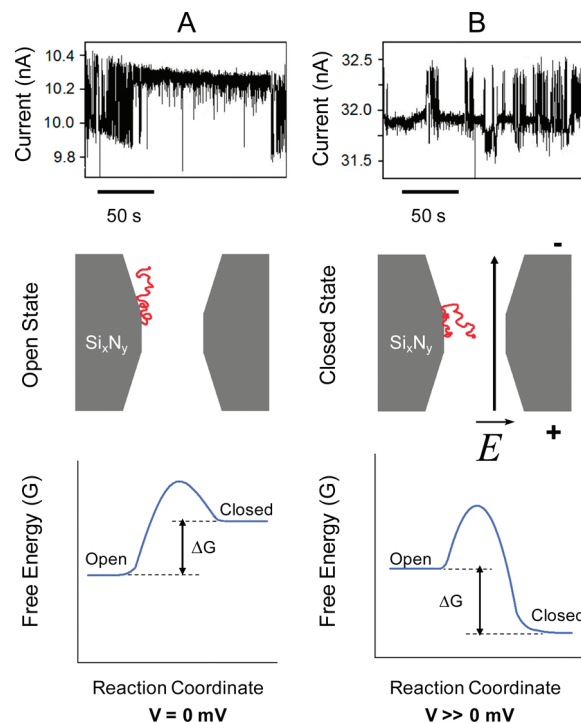 A
B
Current (nA)
10.4
10.2
10.0
9.8
50 s
Current (nA)
32.5
32.0
31.5
50 s
Open State
SixNy
Closed State
SixNy
-
+
E
Free Energy (G)
Open
Closed
ΔG
Reaction Coordinate
V = 0 mV
Free Energy (G)
Open
ΔG
Closed
Reaction Coordinate
V >> 0 mV